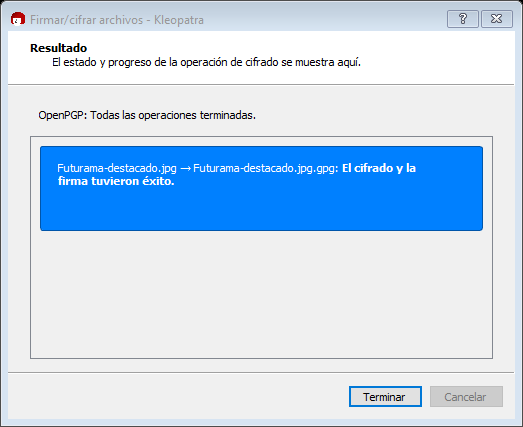 Firmar/cifrar archivos - Kleopatra
?
Resultado
El estado y progreso de la operación de cifrado se muestra aquí.
OpenPGP: Todas las operaciones terminadas.
Futurama-destacado.jpg → Futurama-destacado.jpg.gpg: El cifrado y la
firma tuvieron éxito.
Terminar
Cancelar